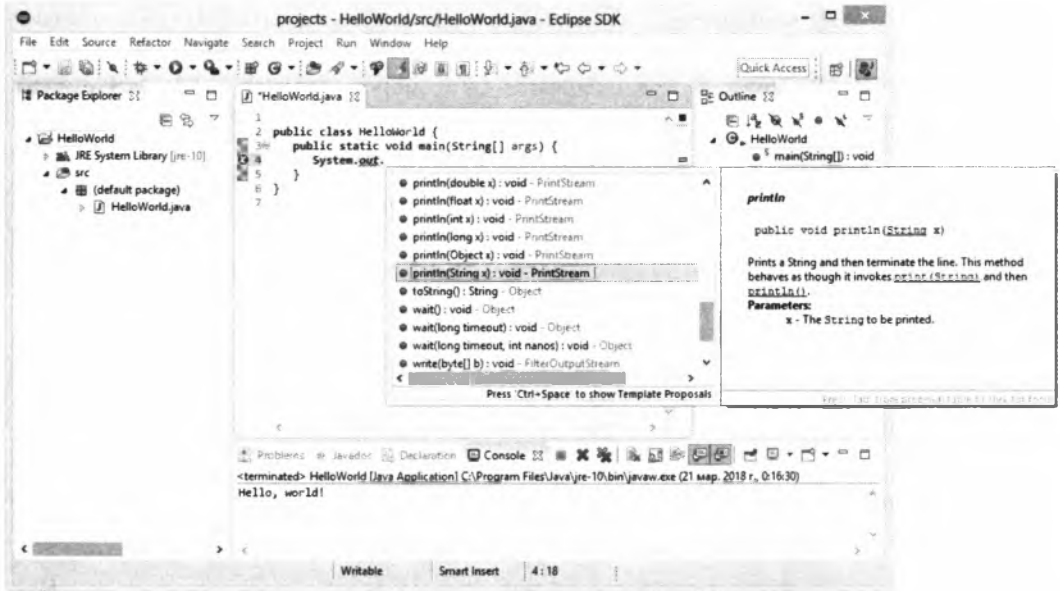 projects - HelloWorld/src/HelloWorld.java - Eclipse SDK
File Edit Source Refactor Navigate Search Project Run Window Help
Quick Access
Package Explorer
*HelloWorld.java
Outline
HelloWorld
JRE System Library [jre-10]
src
(default package)
HelloWorld.java
1
2 public class HelloWorld {
3 public static void main(String[] args) {
4 System.out.
5 }
6 }
7
HelloWorld
main(String[]) : void
println(double x) : void - PrintStream
println(float x) : void - PrintStream
println(int x) : void - PrintStream
println(long x) : void - PrintStream
println(Object x) : void - PrintStream
println(String x) : void - PrintStream
toString() : String - Object
wait() : void - Object
wait(long timeout) : void - Object
wait(long timeout, int nanos) : void - Object
write(byte[] b) : void - FilterOutputStream
Press 'Ctrl+Space' to show Template Proposals
println
public void println(String x)
Prints a String and then terminate the line. This method
behaves as though it invokes print(String) and then
println().
Parameters:
x - The String to be printed.
Problems Javadoc Declaration Console
<terminated> HelloWorld [Java Application] C:\Program Files\Java\jre-10\bin\javaw.exe (21 мар. 2018 г., 0:16:30)
Hello, world!
Writable Smart Insert 4 : 18